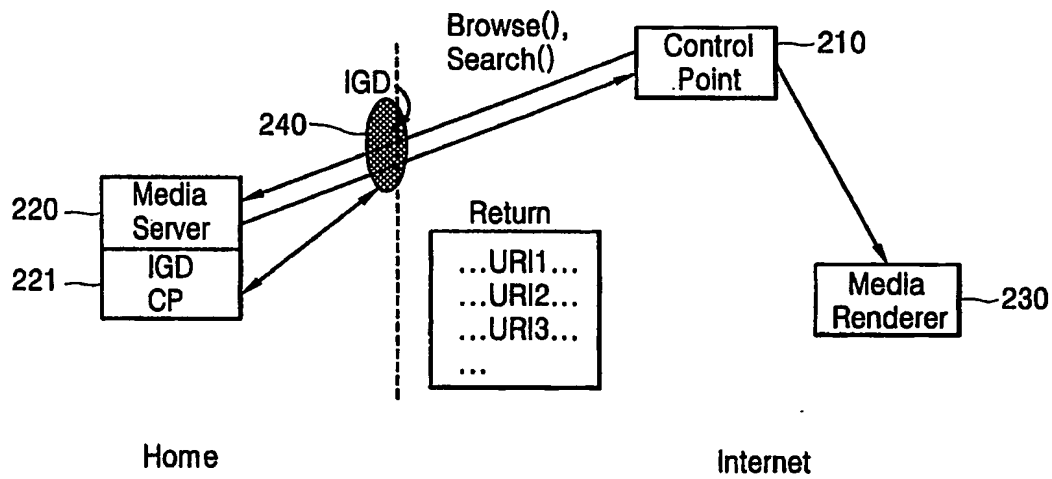 Browse(),
Search()
Control
Point
210
IGD
240
220
Media
Server
221
IGD
CP
Return
...URI1...
...URI2...
...URI3...
...
Media
Renderer
230
Home
Internet